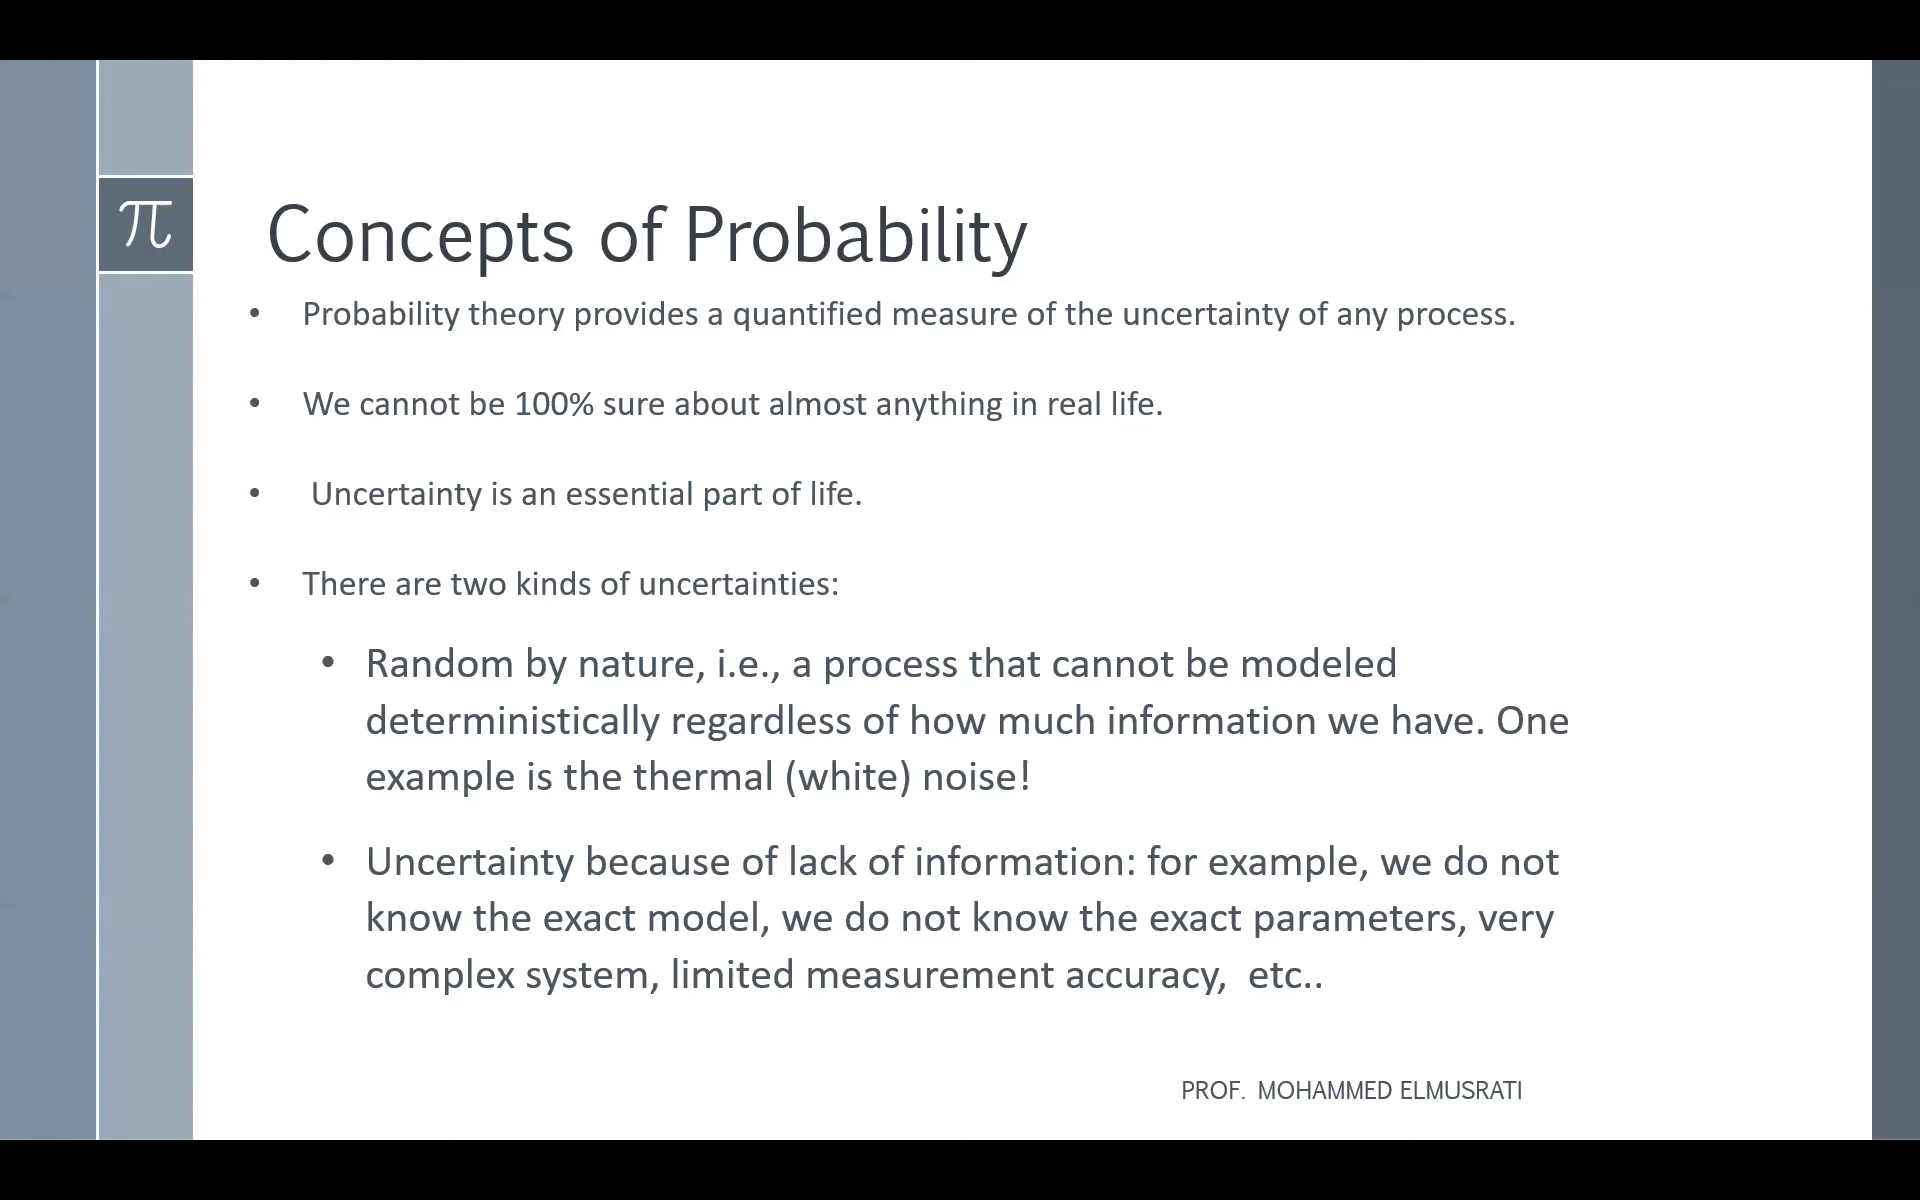 π
Concepts of Probability
• Probability theory provides a quantified measure of the uncertainty of any process.
• We cannot be 100% sure about almost anything in real life.
• Uncertainty is an essential part of life.
• There are two kinds of uncertainties:
• Random by nature, i.e., a process that cannot be modeled
deterministically regardless of how much information we have. One
example is the thermal (white) noise!
• Uncertainty because of lack of information: for example, we do not
know the exact model, we do not know the exact parameters, very
complex system, limited measurement accuracy,  etc..
PROF.  MOHAMMED ELMUSRATI